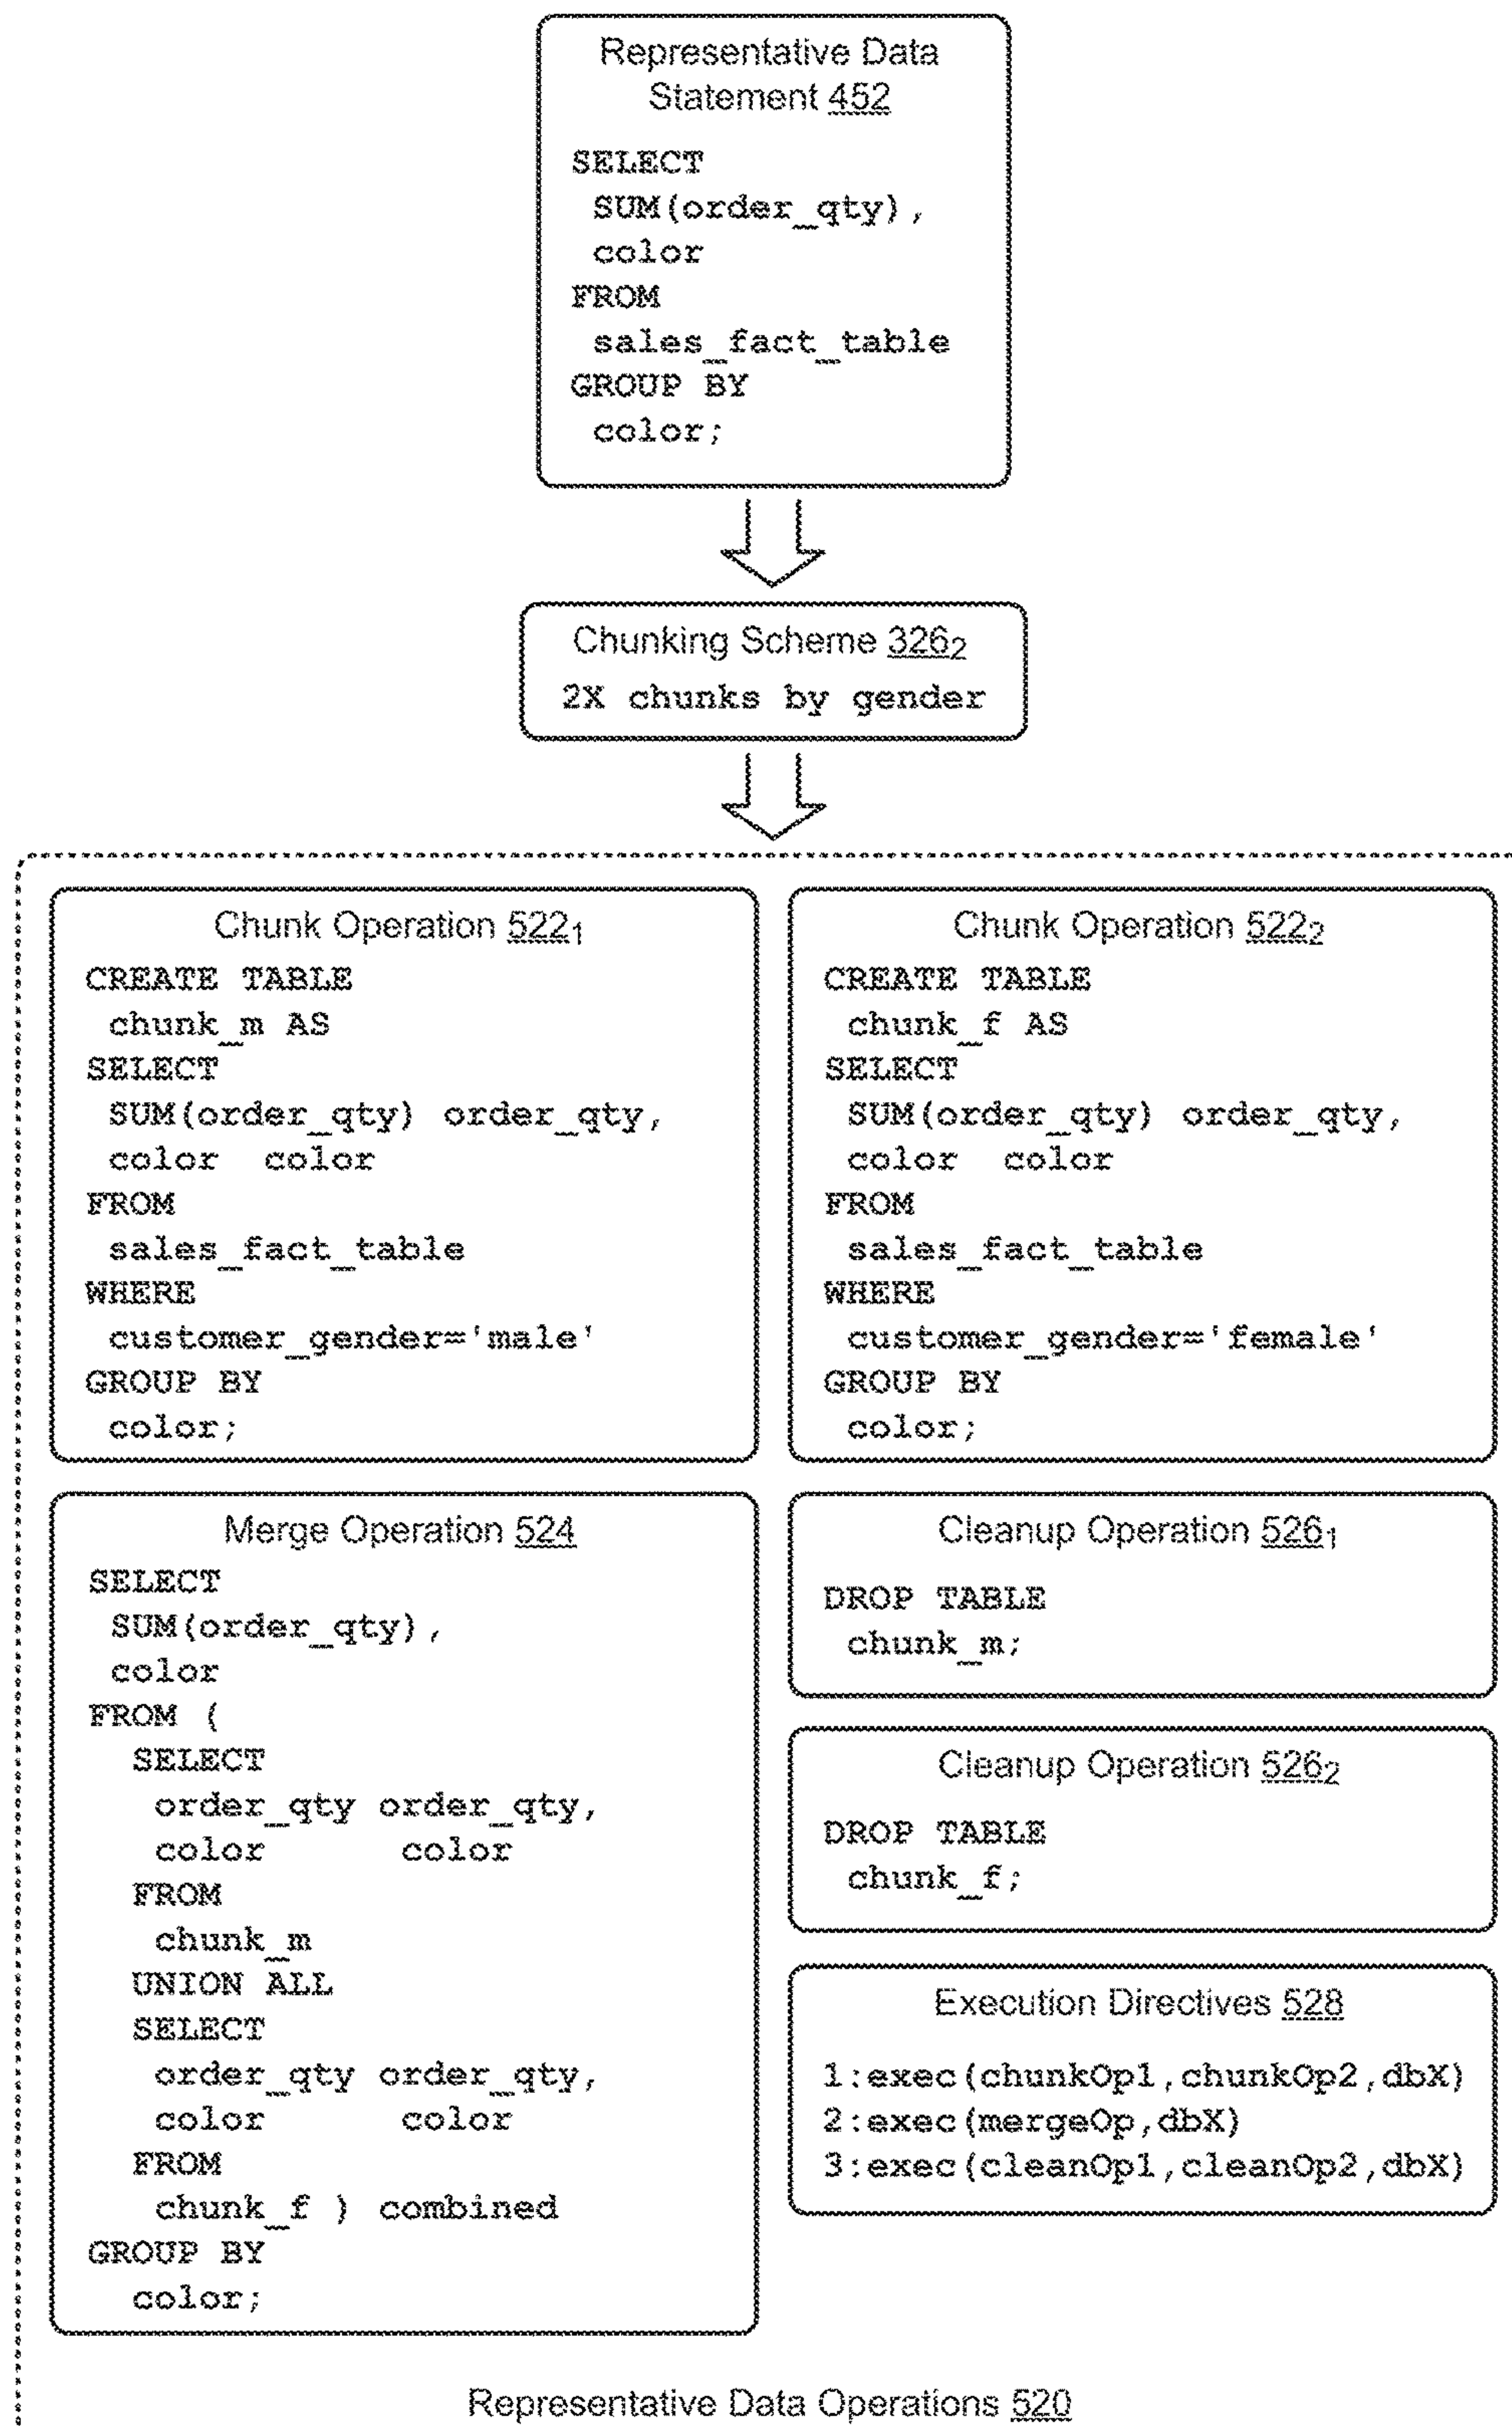 Representative Data
Statement 452
SELECT
SUM(order_qty),
color
FROM
sales_fact_table
GROUP BY
color;
Chunking Scheme 326₂
2X chunks by gender
Chunk Operation 522₁
CREATE TABLE
chunk_m AS
SELECT
SUM(order_qty) order_qty,
color color
FROM
sales_fact_table
WHERE
customer_gender='male'
GROUP BY
color;
Chunk Operation 522₂
CREATE TABLE
chunk_f AS
SELECT
SUM(order_qty) order_qty,
color color
FROM
sales_fact_table
WHERE
customer_gender='female'
GROUP BY
color;
Merge Operation 524
SELECT
SUM(order_qty),
color
FROM (
SELECT
order_qty order_qty,
color color
FROM
chunk_m
UNION ALL
SELECT
order_qty order_qty,
color color
FROM
chunk_f ) combined
GROUP BY
color;
Cleanup Operation 526₁
DROP TABLE
chunk_m;
Cleanup Operation 526₂
DROP TABLE
chunk_f;
Execution Directives 528
1:exec(chunkOp1,chunkOp2,dbX)
2:exec(mergeOp,dbX)
3:exec(cleanOp1,cleanOp2,dbX)
Representative Data Operations 520